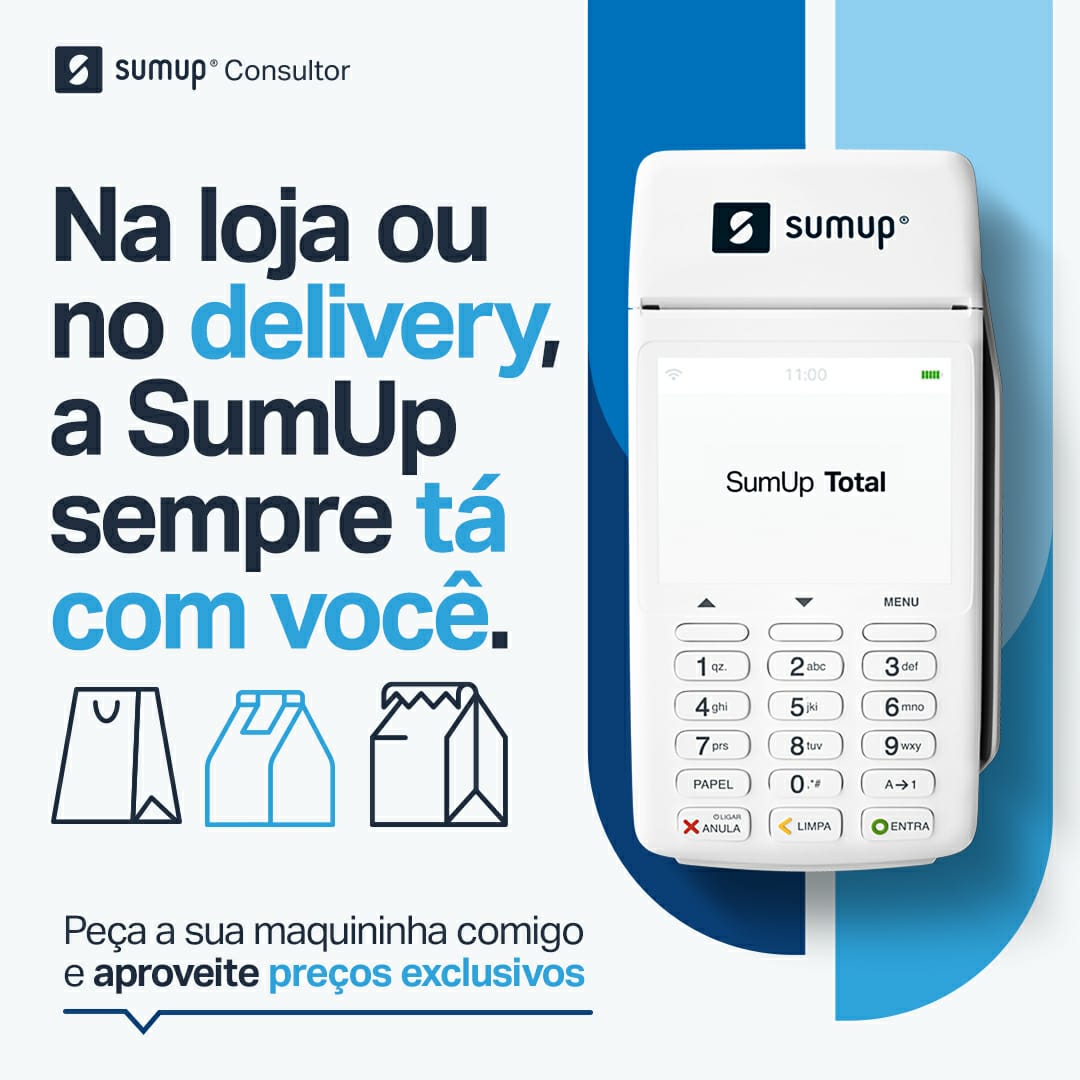 sumup® Consultor
Na loja ou
no delivery,
a SumUp
sempre tá
com você.
Peça a sua maquininha comigo
e aproveite preços exclusivos
sumup®
11:00
SumUp Total
MENU
1 qz. 2 abc 3 def
4 ghi 5 jkl 6 mno
7 prs 8 tuv 9 wxy
PAPEL 0 .*# A→1
LIGAR
ANULA LIMPA ENTRA